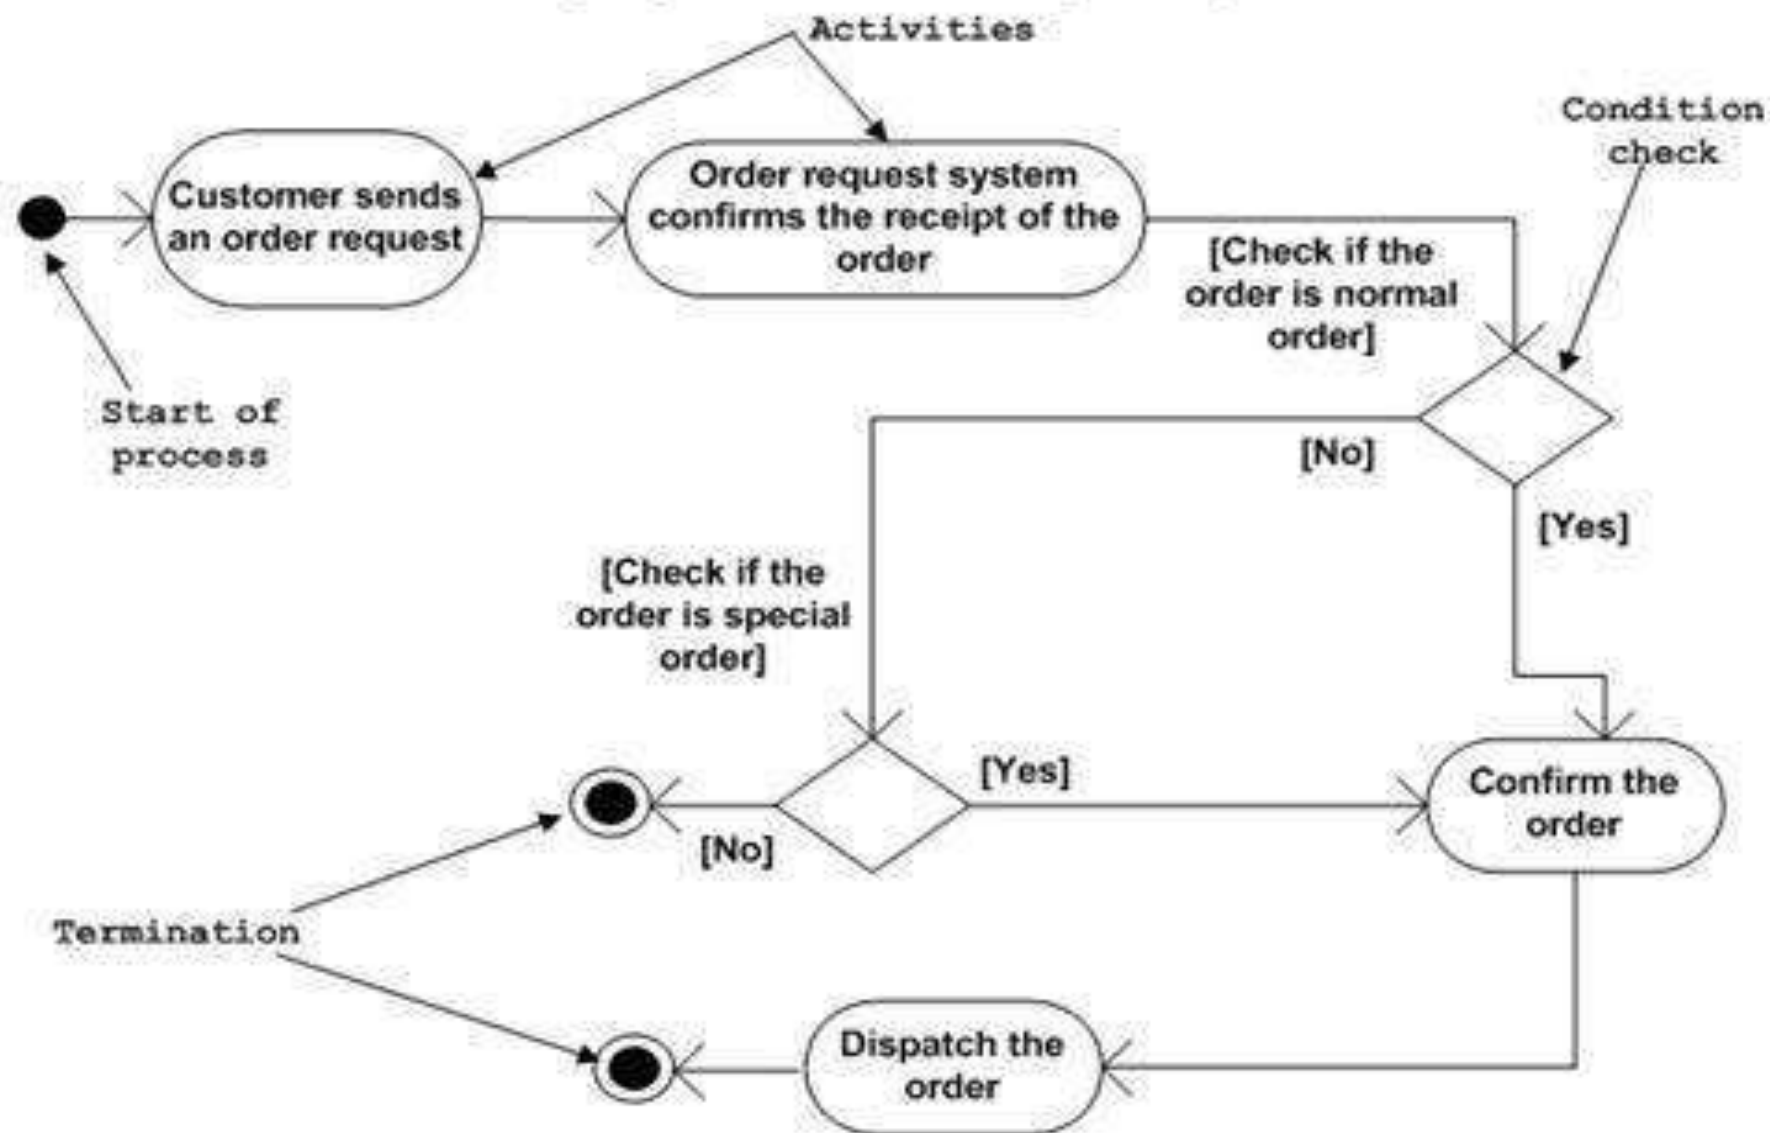 Activities
Condition
check
Customer sends
an order request
Order request system
confirms the receipt of the
order
[Check if the
order is normal
order]
Start of
process
[No]
[Yes]
[Check if the
order is special
order]
[Yes]
[No]
Confirm the
order
Termination
Dispatch the
order